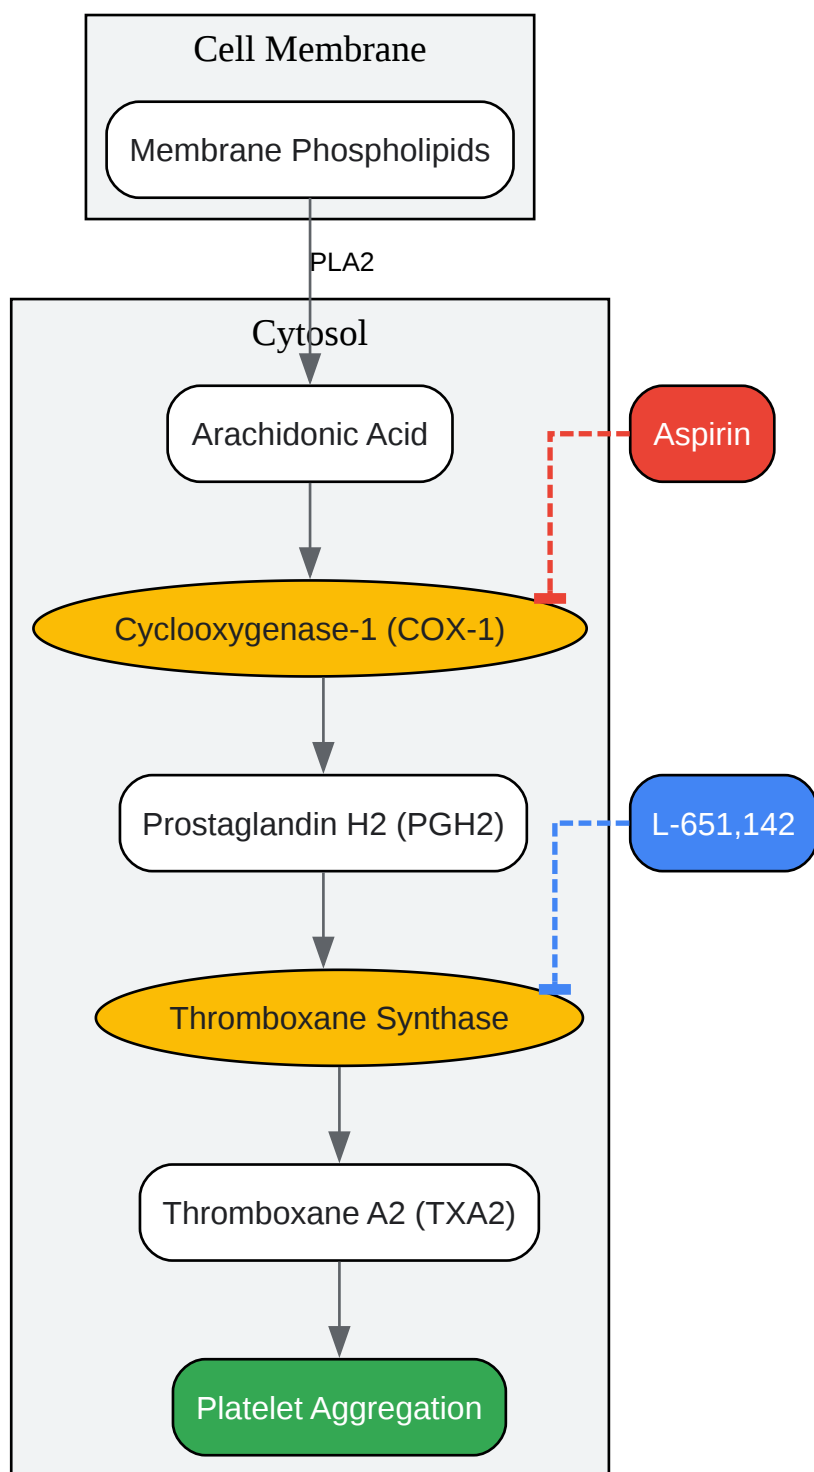 Cell Membrane
Membrane Phospholipids
PLA2
Cytosol
Arachidonic Acid
Aspirin
Cyclooxygenase-1 (COX-1)
Prostaglandin H2 (PGH2)
L-651,142
Thromboxane Synthase
Thromboxane A2 (TXA2)
Platelet Aggregation